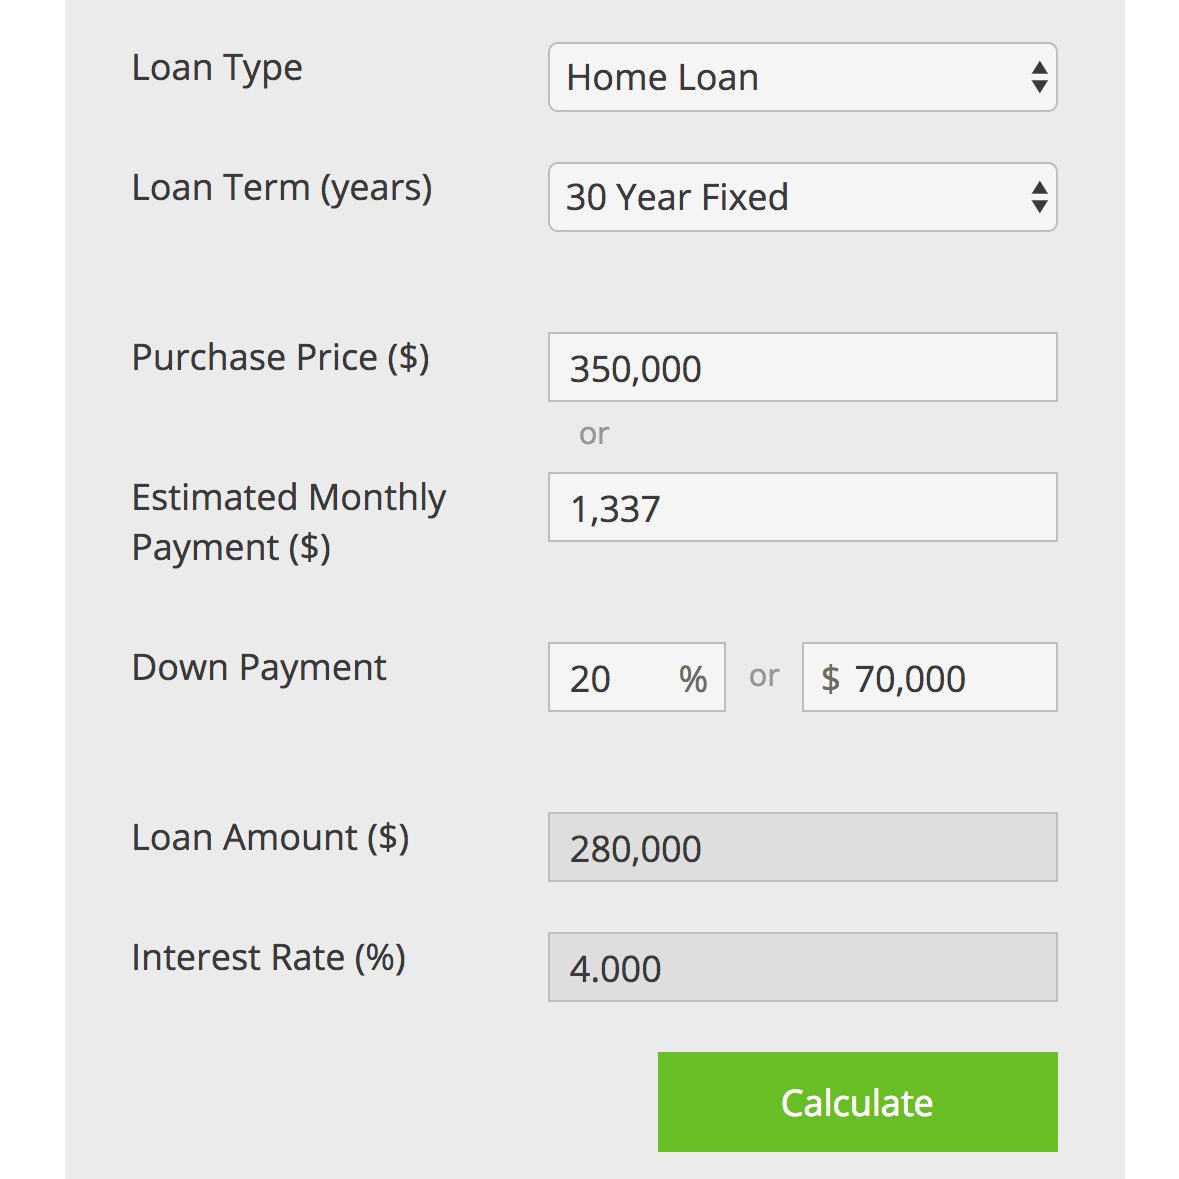 Loan Type
Home Loan
Loan Term (years)
30 Year Fixed
Purchase Price ($)
350,000
or
Estimated Monthly
Payment ($)
1,337
Down Payment
20 % or $ 70,000
Loan Amount ($)
280,000
Interest Rate (%)
4.000
Calculate